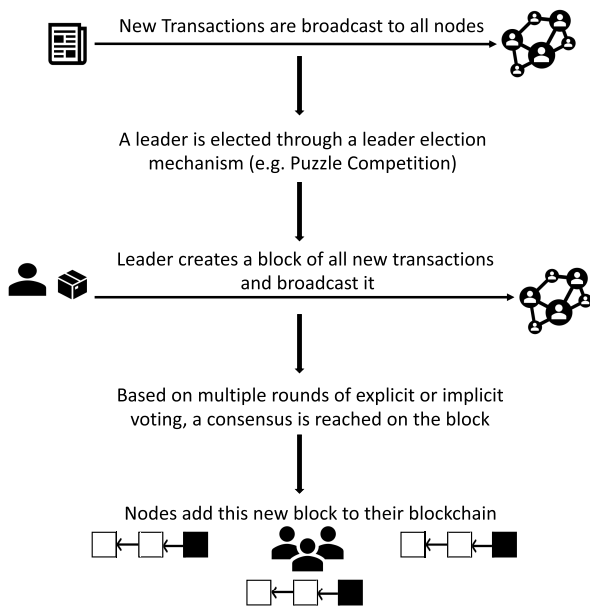 New Transactions are broadcast to all nodes
A leader is elected through a leader election
mechanism (e.g. Puzzle Competition)
Leader creates a block of all new transactions
and broadcast it
Based on multiple rounds of explicit or implicit
voting, a consensus is reached on the block
Nodes add this new block to their blockchain